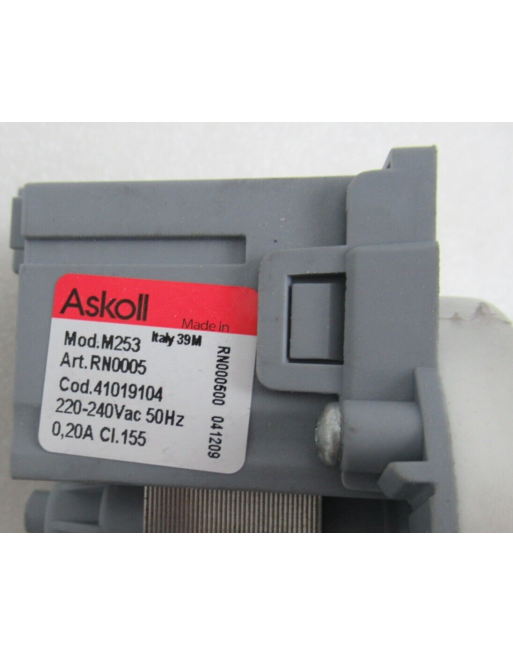 Askoll
Made in
Italy 39M
Mod.M253
Art.RN0005
Cod.41019104
220-240Vac 50Hz
0,20A Cl.155
RN000500 041209